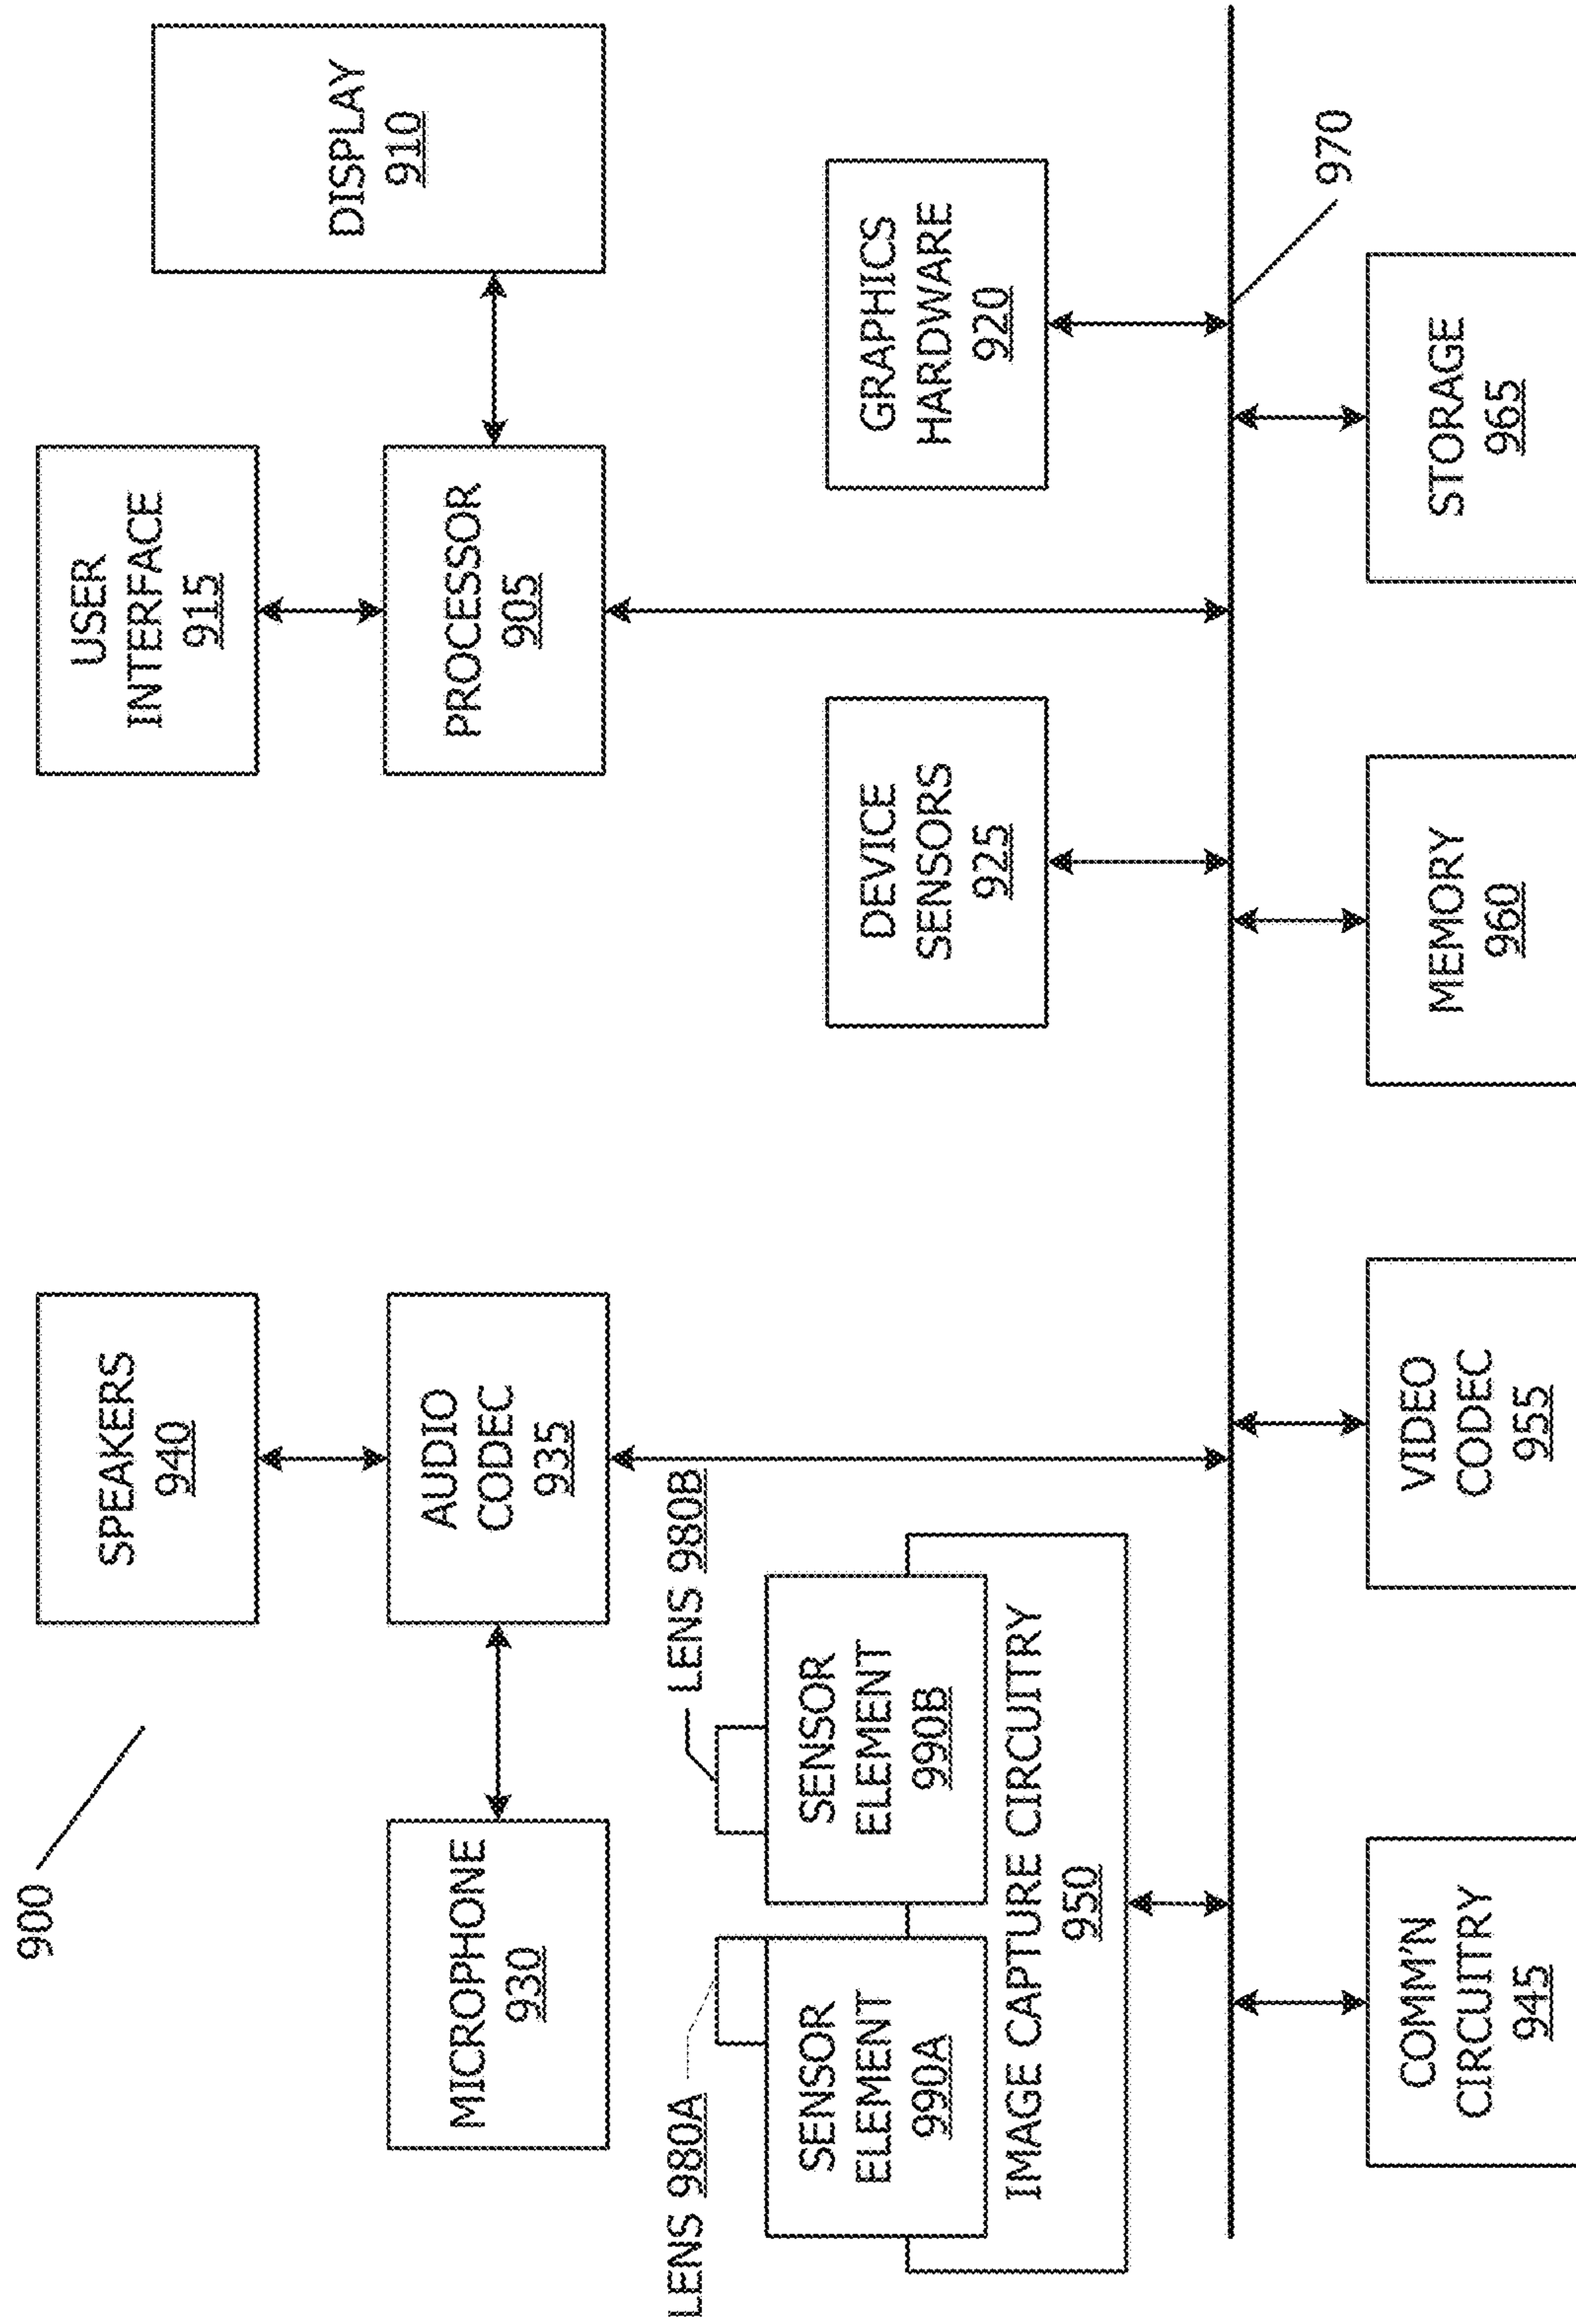 900
SPEAKERS
940
USER
INTERFACE
915
MICROPHONE
930
AUDIO
CODEC
935
PROCESSOR
905
DISPLAY
910
LENS 980A
LENS 980B
SENSOR
ELEMENT
990A
SENSOR
ELEMENT
990B
IMAGE CAPTURE CIRCUITRY
950
DEVICE
SENSORS
925
GRAPHICS
HARDWARE
920
970
COMM'N
CIRCUITRY
945
VIDEO
CODEC
955
MEMORY
960
STORAGE
965